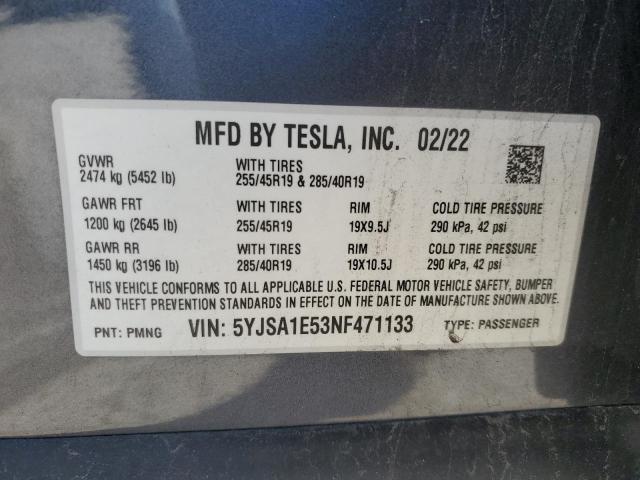 MFD BY TESLA, INC. 02/22
GVWR
2474 kg (5452 lb)
WITH TIRES
255/45R19 & 285/40R19
GAWR FRT
1200 kg (2645 lb)
WITH TIRES
255/45R19
RIM
19X9.5J
COLD TIRE PRESSURE
290 kPa, 42 psi
GAWR RR
1450 kg (3196 lb)
WITH TIRES
285/40R19
RIM
19X10.5J
COLD TIRE PRESSURE
290 kPa, 42 psi
THIS VEHICLE CONFORMS TO ALL APPLICABLE U.S. FEDERAL MOTOR VEHICLE SAFETY, BUMPER
AND THEFT PREVENTION STANDARDS IN EFFECT ON THE DATE OF MANUFACTURE SHOWN ABOVE.
PNT: PMNG VIN: 5YJSA1E53NF471133 TYPE: PASSENGER